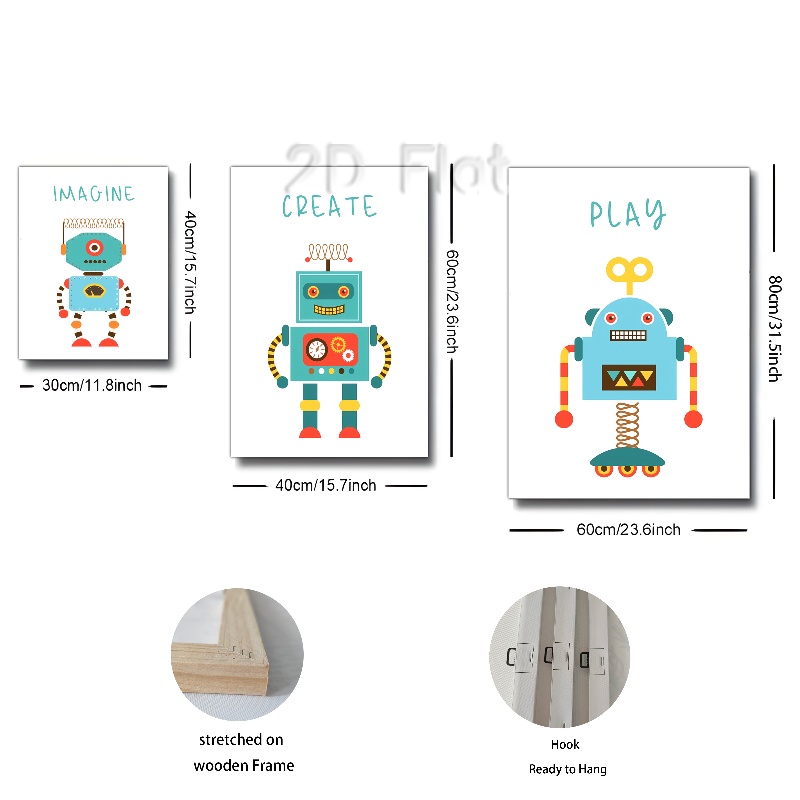 2D Flat
IMAGINE
CREATE
PLAY
40cm/15.7inch
60cm/23.6inch
80cm/31.5inch
30cm/11.8inch
40cm/15.7inch
60cm/23.6inch
stretched on
wooden Frame
Hook
Ready to Hang